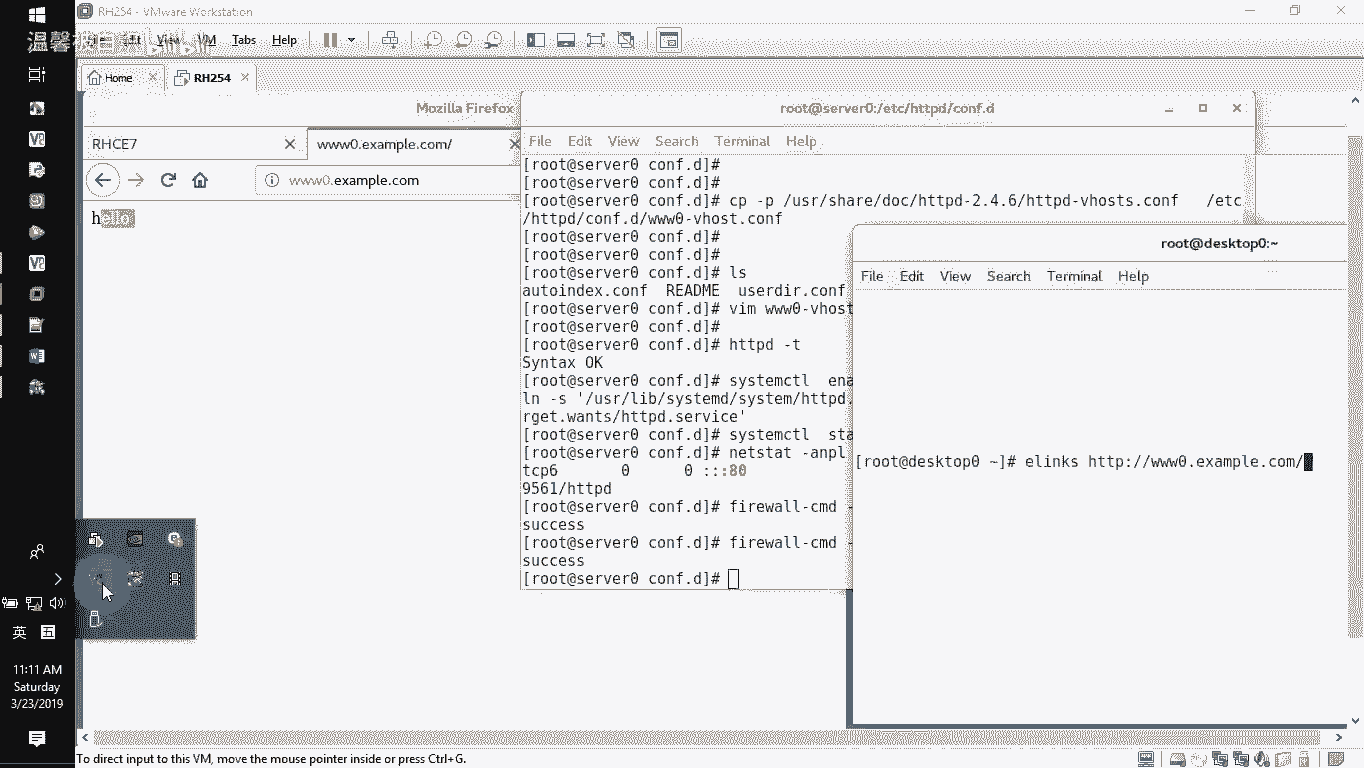 RH254 - VMware Workstation
File Edit View VM Tabs Help
Home
RH254
Mozilla Firefox
RHCE7
www0.example.com/
www0.example.com
hello
root@server0:/etc/httpd/conf.d
File Edit View Search Terminal Help
[root@server0 conf.d]#
[root@server0 conf.d]#
[root@server0 conf.d]# cp -p /usr/share/doc/httpd-2.4.6/httpd-vhosts.conf /etc
/httpd/conf.d/www0-vhost.conf
[root@server0 conf.d]#
[root@server0 conf.d]#
[root@server0 conf.d]# ls
autoindex.conf README userdir.conf
[root@server0 conf.d]# vim www0-vhost
[root@server0 conf.d]#
[root@server0 conf.d]# httpd -t
Syntax OK
[root@server0 conf.d]# systemctl ena
ln -s '/usr/lib/systemd/system/httpd.
rget.wants/httpd.service'
[root@server0 conf.d]# systemctl sta
[root@server0 conf.d]# netstat -anpl
tcp6 0 0 :::80
9561/httpd
[root@server0 conf.d]# firewall-cmd -
success
[root@server0 conf.d]# firewall-cmd -
success
[root@server0 conf.d]#
root@desktop0:~
File Edit View Search Terminal Help
[root@desktop0 ~]# elinks http://www0.example.com/
英 五
11:11 AM
Saturday
3/23/2019
To direct input to this VM, move the mouse pointer inside or press Ctrl+G.